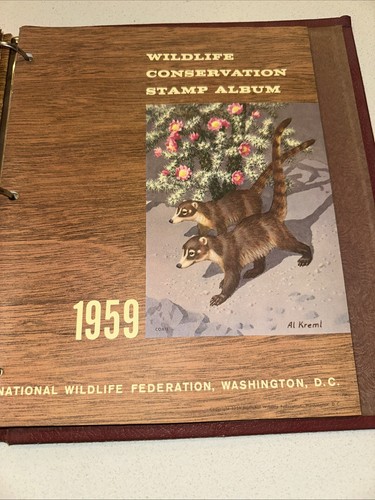 WILDLIFE
CONSERVATION
STAMP ALBUM
Al Kreml
1959
NATIONAL WILDLIFE FEDERATION, WASHINGTON, D.C.